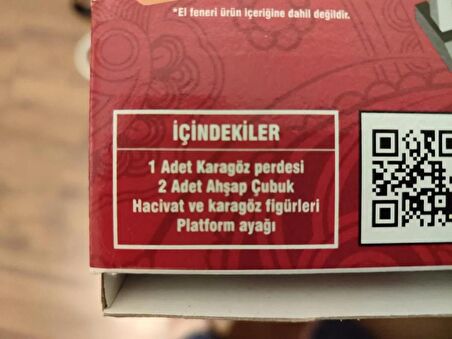 *El feneri ürün içeriğine dahil değildir.
İÇİNDEKİLER
1 Adet Karagöz perdesi
2 Adet Ahşap Çubuk
Hacivat ve karagöz figürleri
Platform ayağı